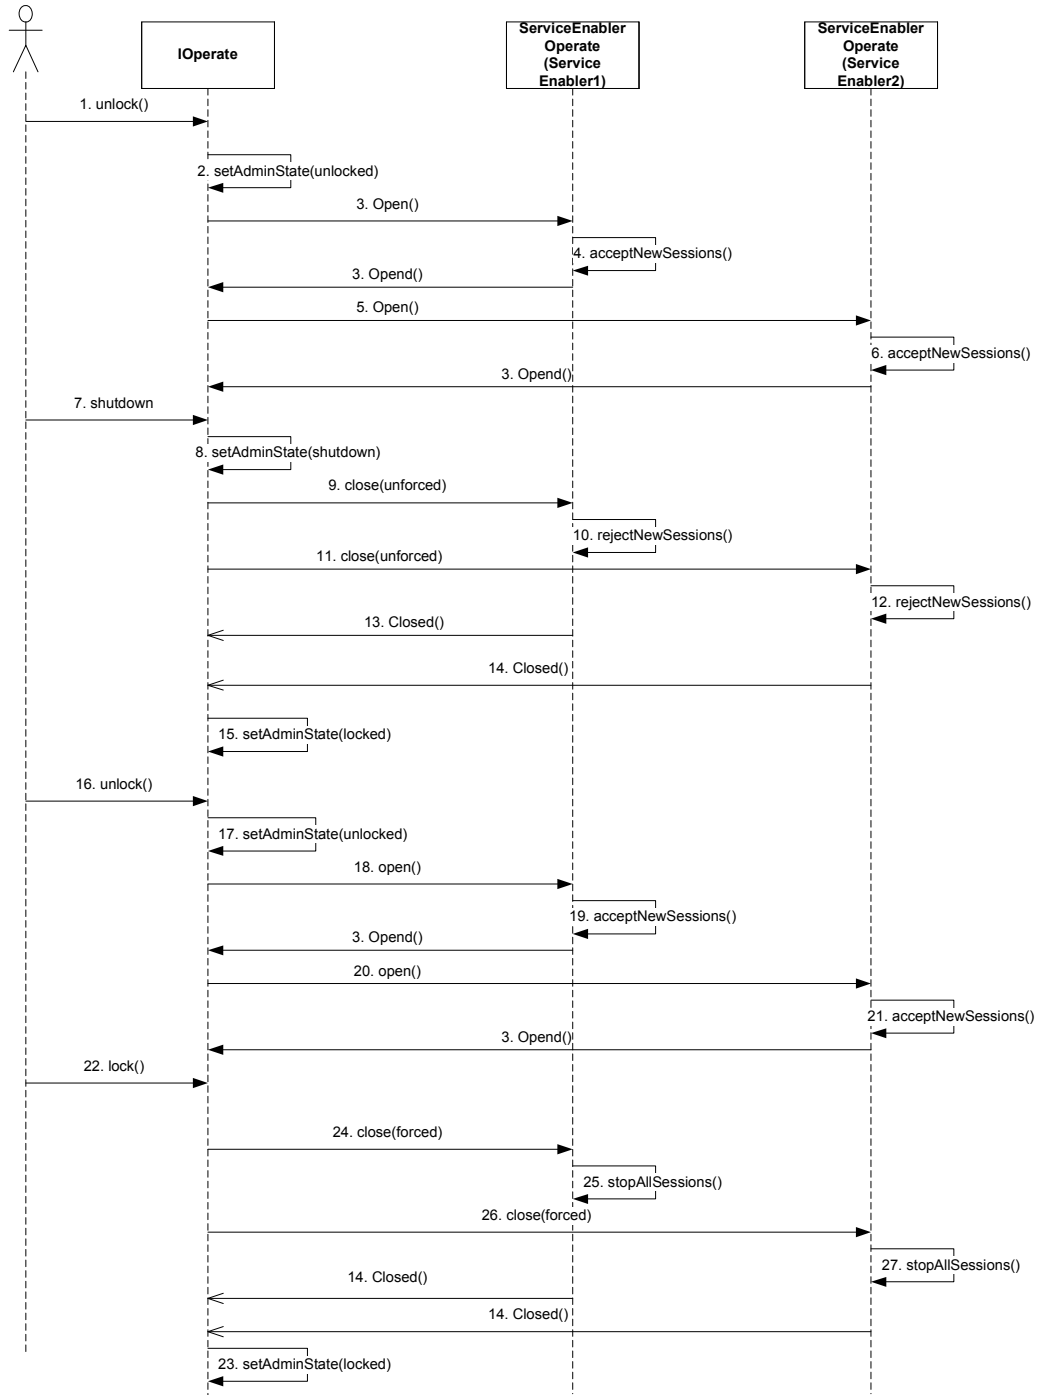 IOperate
ServiceEnabler
Operate
(Service
Enabler1)
ServiceEnabler
Operate
(Service
Enabler2)
1. unlock()
2. setAdminState(unlocked)
3. Open()
4. acceptNewSessions()
3. Opend()
5. Open()
6. acceptNewSessions()
3. Opend()
7. shutdown
8. setAdminState(shutdown)
9. close(unforced)
10. rejectNewSessions()
11. close(unforced)
12. rejectNewSessions()
13. Closed()
14. Closed()
15. setAdminState(locked)
16. unlock()
17. setAdminState(unlocked)
18. open()
19. acceptNewSessions()
3. Opend()
20. open()
21. acceptNewSessions()
3. Opend()
22. lock()
24. close(forced)
25. stopAllSessions()
26. close(forced)
27. stopAllSessions()
14. Closed()
14. Closed()
23. setAdminState(locked)